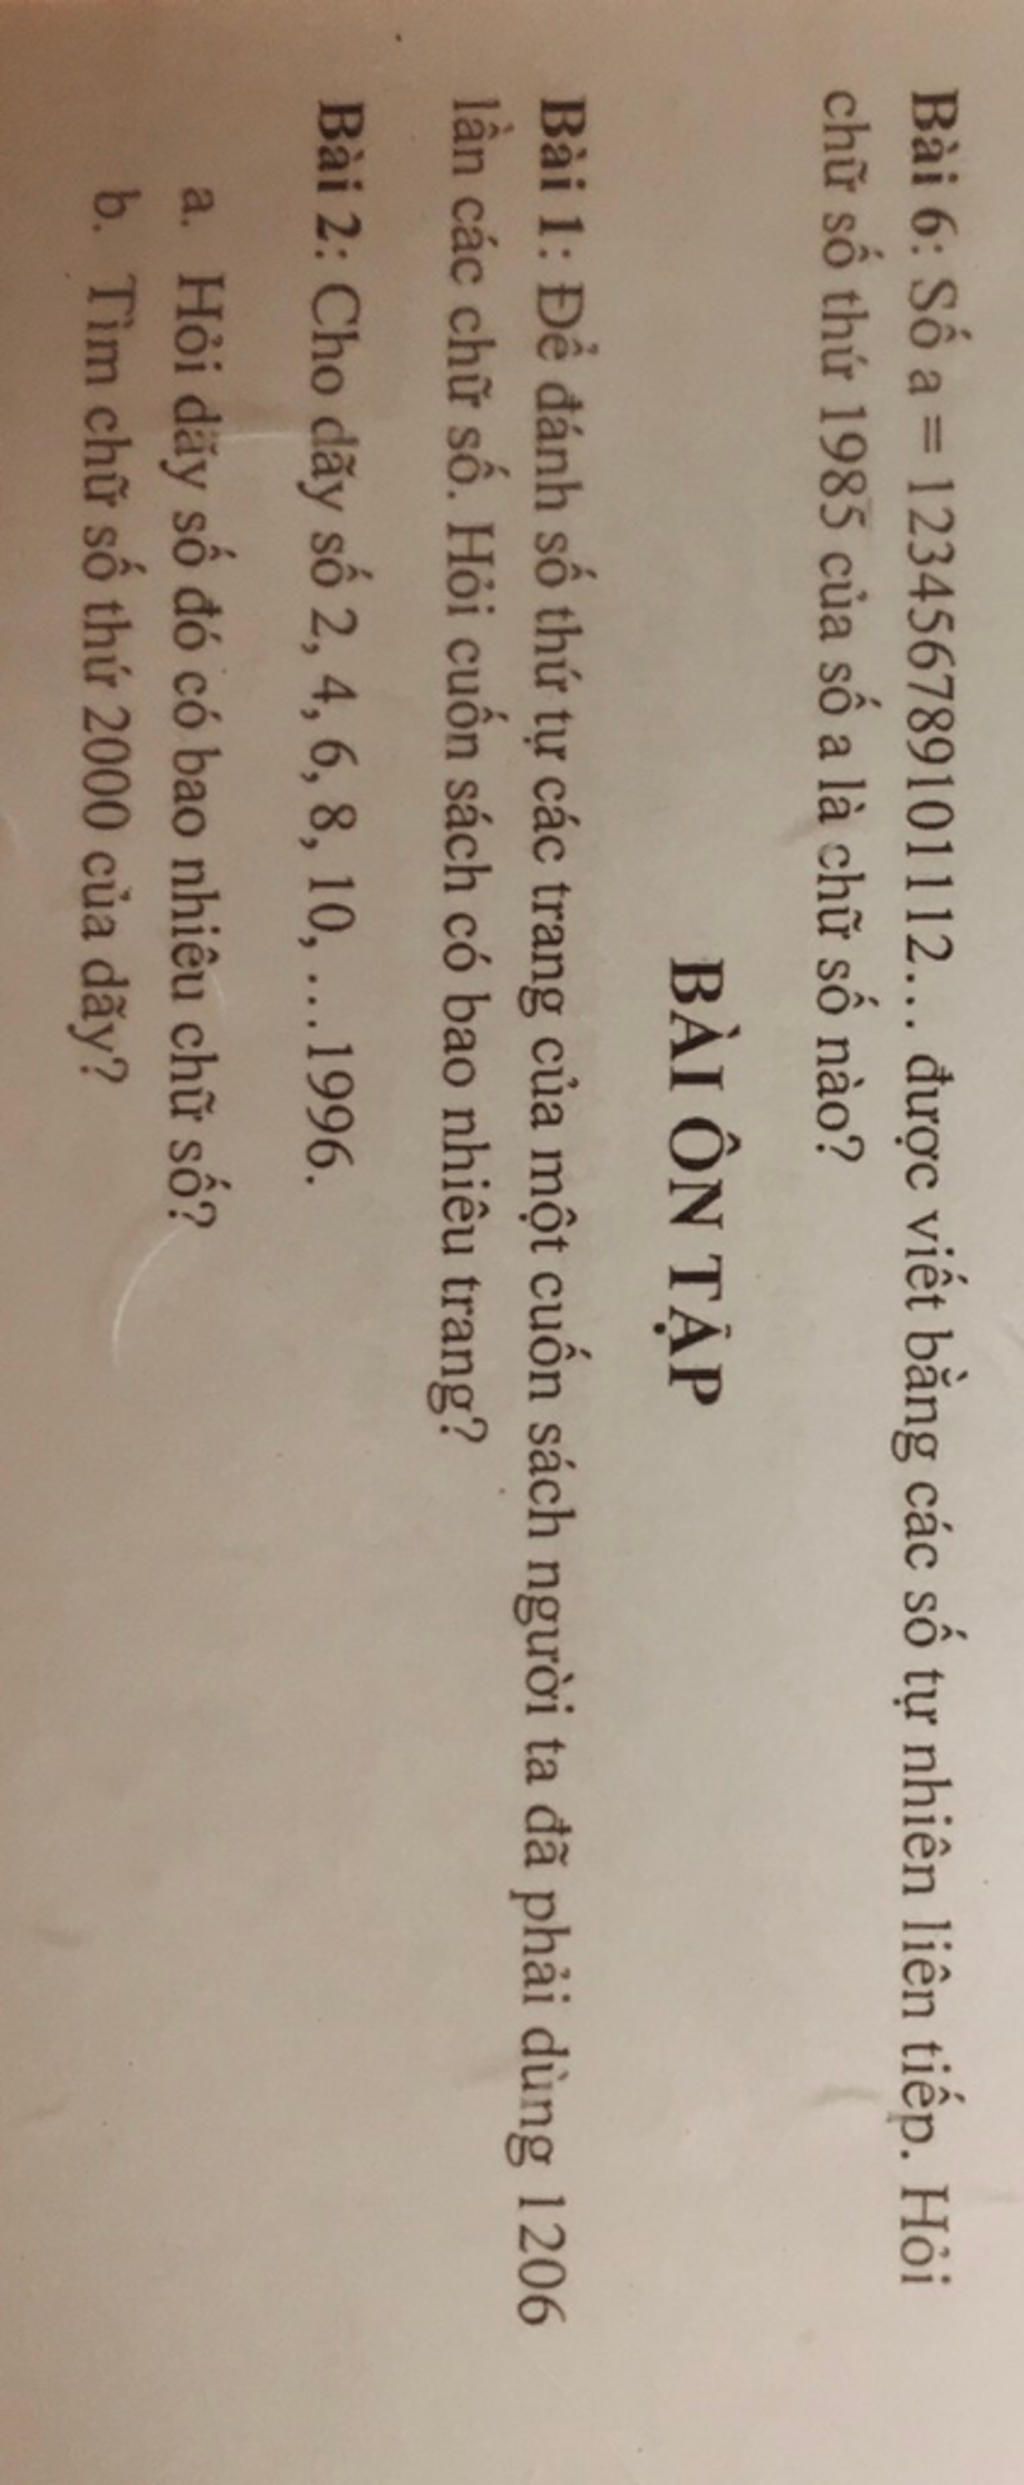 Bài 6: Số a = 123456789101112… được viết bằng các số tự nhiên liên tiếp. Hỏi
chữ số thứ 1985 của số a là chữ số nào?
BÀI ÔN TẬP
Bài 1: Để đánh số thứ tự các trang của một cuốn sách người ta đã phải dùng 1206
lần các chữ số. Hỏi cuốn sách có bao nhiêu trang?
Bài 2: Cho dãy số 2, 4, 6, 8, 10, …1996.
a. Hỏi dãy số đó có bao nhiêu chữ số?
b. Tìm chữ số thứ 2000 của dãy?